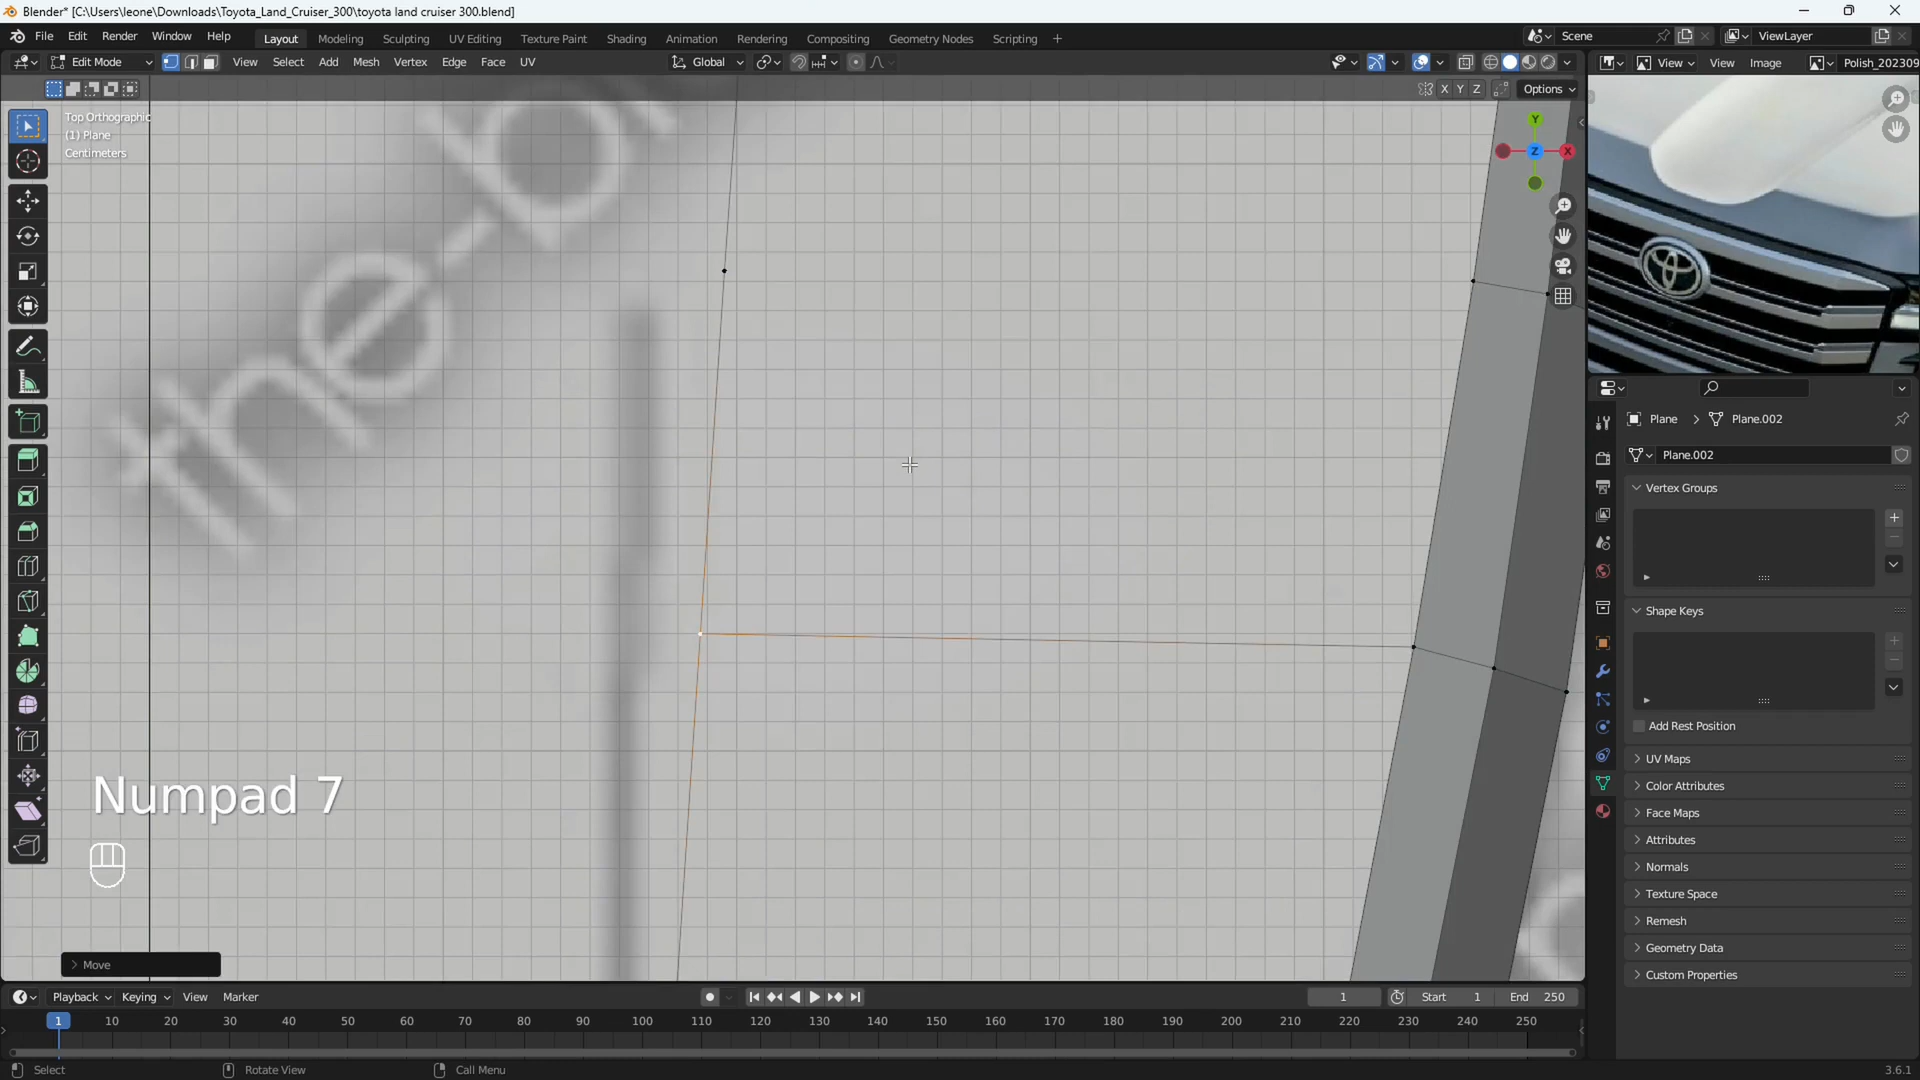 Blender* [C:\Users\leone\Downloads\Toyota_Land_Cruiser_300\toyota land cruiser 300.blend]
File Edit Render Window Help Layout Modeling Sculpting UV Editing Texture Paint Shading Animation Rendering Compositing Geometry Nodes Scripting + Scene ViewLayer
Edit Mode View Select Add Mesh Vertex Edge Face UV Global View View Image Polish_202309
X Y Z Options
Top Orthographic
(1) Plane
Centimeters
Y
Z X
the-b
Plane > Plane.002
Plane.002
Vertex Groups
Shape Keys
Add Rest Position
UV Maps
Color Attributes
Face Maps
Attributes
Normals
Texture Space
Remesh
Geometry Data
Custom Properties
Numpad 7
> Move
Playback Keying View Marker 1 Start 1 End 250
1 10 20 30 40 50 60 70 80 90 100 110 120 130 140 150 160 170 180 190 200 210 220 230 240 250
Select Rotate View Call Menu 3.6.1